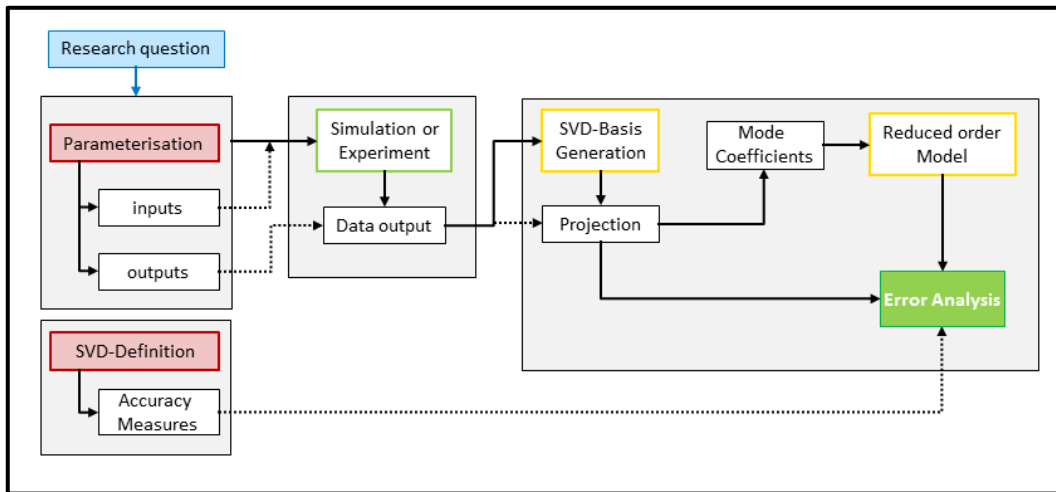 Research question
Parameterisation
inputs
outputs
SVD-Definition
Accuracy
Measures
Simulation or
Experiment
Data output
SVD-Basis
Generation
Projection
Mode
Coefficients
Reduced order
Model
Error Analysis